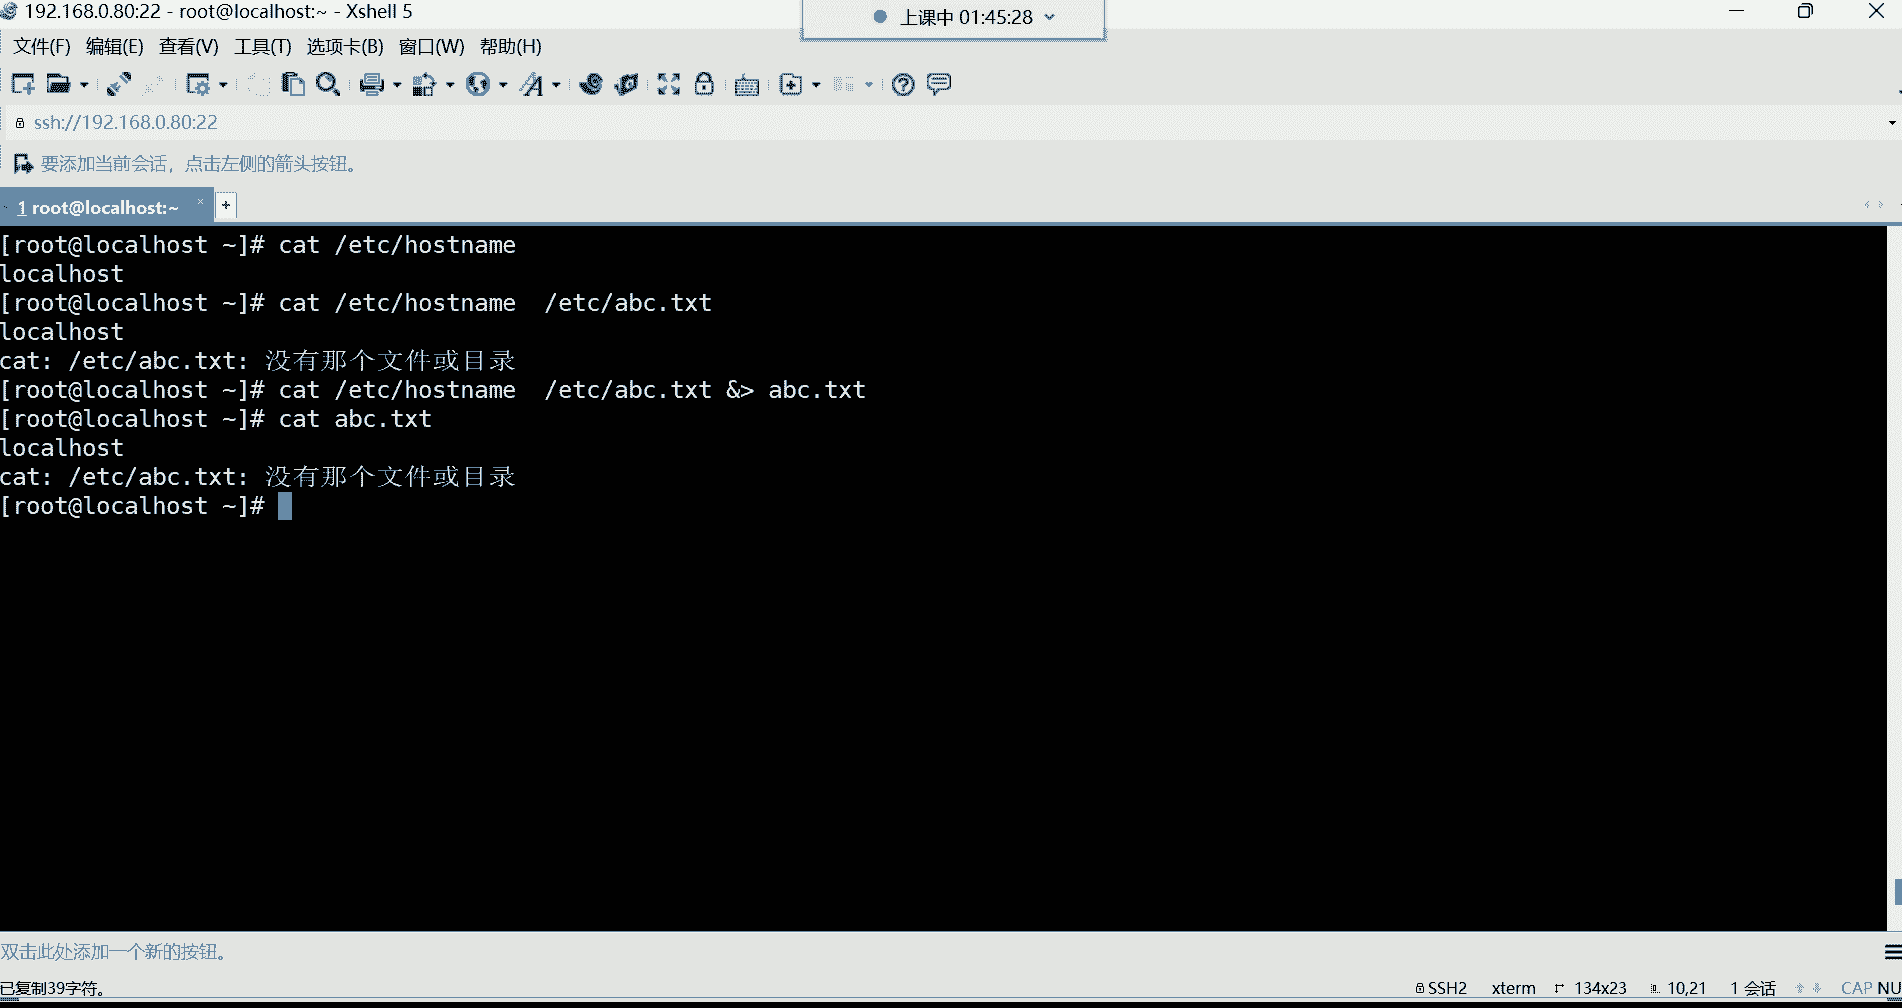 192.168.0.80:22 - root@localhost:~ - Xshell 5
上课中 01:45:28
文件(F) 编辑(E) 查看(V) 工具(T) 选项卡(B) 窗口(W) 帮助(H)
ssh://192.168.0.80:22
要添加当前会话，点击左侧的箭头按钮。
1 root@localhost:~
[root@localhost ~]# cat /etc/hostname
localhost
[root@localhost ~]# cat /etc/hostname  /etc/abc.txt
localhost
cat: /etc/abc.txt: 没有那个文件或目录
[root@localhost ~]# cat /etc/hostname  /etc/abc.txt &> abc.txt
[root@localhost ~]# cat abc.txt
localhost
cat: /etc/abc.txt: 没有那个文件或目录
[root@localhost ~]#
双击此处添加一个新的按钮。
已复制39字符。 SSH2 xterm 134x23 10,21 1 会话 CAP NU